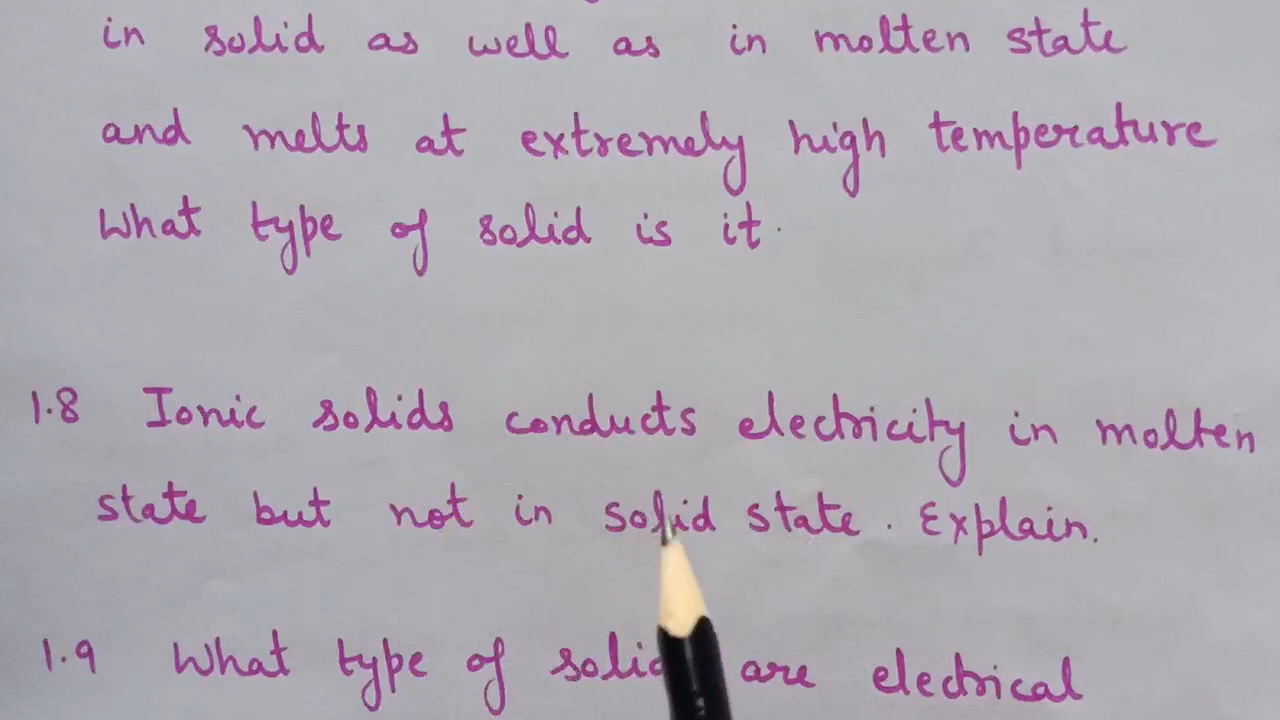 in solid as well as in molten state
and melts at extremely high temperature
What type of solid is it.
1.8 Ionic solids conducts electricity in molten
state but not in solid state. Explain.
1.9 What type of solid are electrical